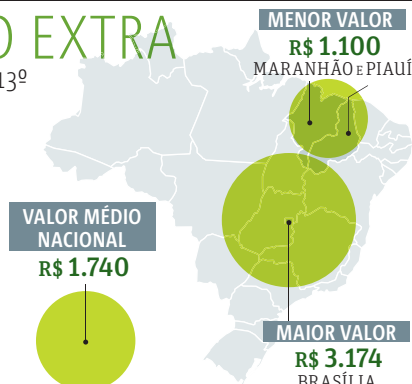 O EXTRA
13º
MENOR VALOR
R$ 1.100
MARANHÃO E PIAUÍ
VALOR MÉDIO
NACIONAL
R$ 1.740
MAIOR VALOR
R$ 3.174
BRASÍLIA